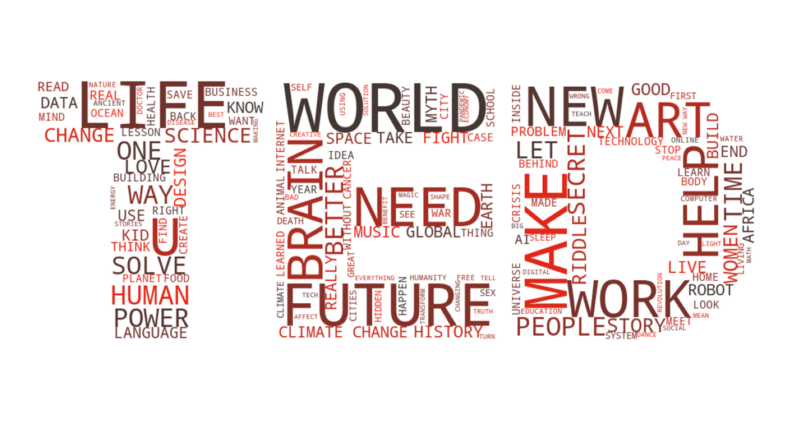 READ
NATURE
LIFE
REAL
ANCIENT
OCEAN
DOCTOR
HEALTH
SAVE
BACK
DISEASE
BUSINESS
KNOW
BEST
WANT
MAKING
DATA
MIND
CHANGE
LESSON
SCIENCE
ONE
LOVE
BUILDING
DESIGN
ENERGY
WAY
RIGHT
USE
STORIES
KID
THINK
U
FIND
CREATE
SOLVE
PLANET
FOOD
HUMAN
POWER
LANGUAGE
SELF
WORLD
USING
SOLUTION
BEAUTY
MYTH
CITY
PANDEMIC
ECONOMY
SCHOOL
CREATIVE
SPACE
TAKE
FIGHT
CASE
INTERNET
ANIMAL
BRAIN
IDEA
TALK
YEAR
BAD
DEATH
BETTER
CANCER
WITHOUT
NEED
MAGIC
SHAPE
BENEFIT
SEE
WAR
EARTH
MUSIC
GLOBAL
THING
LEARNED
REALLY
GREAT
EVERYTHING
HUMANITY
FREE
TELL
CLIMATE
TECH
FUTURE
AFFECT
CITIES
HIDDEN
HAPPEN
TRANSFORM
CHANGING
SEX
TRUTH
CLIMATE CHANGE
HISTORY
TURN
INSIDE
NEW
WRONG
COME
TEACH
GOOD
FIRST
ART
NEW WAY
BUILD
PROBLEM
NEXT
TECHNOLOGY
ONLINE
WATER
LET
STOP
PEACE
END
BEHIND
SECRET
HELP
LEARN
BODY
TIME
COMPUTER
MAKE
CRISIS
MADE
WOMEN
AFRICA
BIG
AI
SLEEP
RIDDLE
DAY
LIGHT
LIVING
MATH
UNIVERSE
DIGITAL
LIVE
HOME
EDUCATION
WORK
REVOLUTION
ROBOT
LOOK
MEAN
PEOPLE
STORY
MEET
SOCIAL
SYSTEM
DANCE